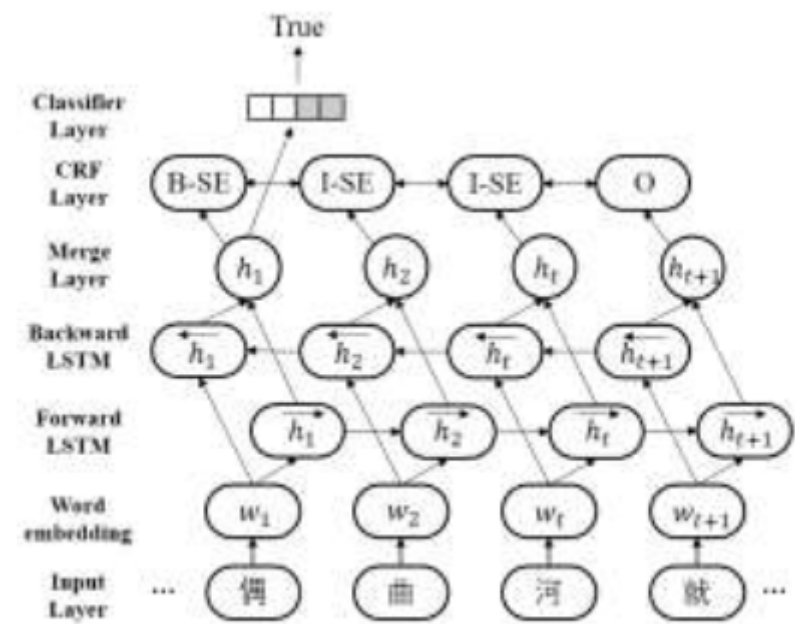 True
Classifier
Layer
CRF
Layer
B-SE I-SE I-SE O
Merge
Layer
h₁ h₂ hₜ hₜ₊₁
Backward
LSTM
h₁ h₂ hₜ hₜ₊₁
Forward
LSTM
h₁ h₂ hₜ hₜ₊₁
Word
embedding
w₁ w₂ wₜ wₜ₊₁
Input
Layer
... 偶 曲 河 就 ...